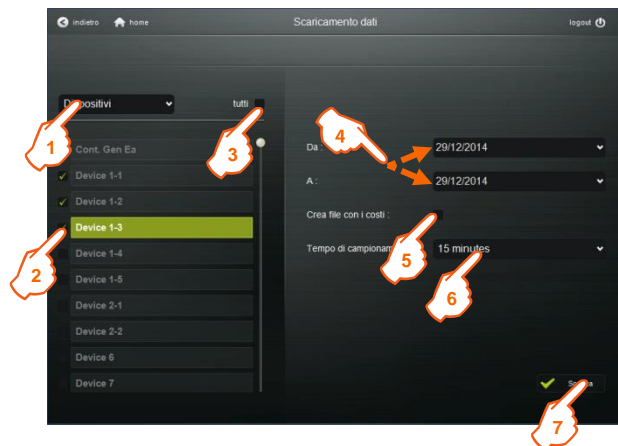 indietro home Scaricamento dati logout
tutti
1
3
4
Cont. Gen Ea
Da :
29/12/2014
Device 1-1
A :
29/12/2014
Device 1-2
Crea file con i costi :
Device 1-3
2
Device 1-4
Tempo di
15 minutes
5
6
Device 1-5
Device 2-1
Device 2-2
Device 6
Device 7
7